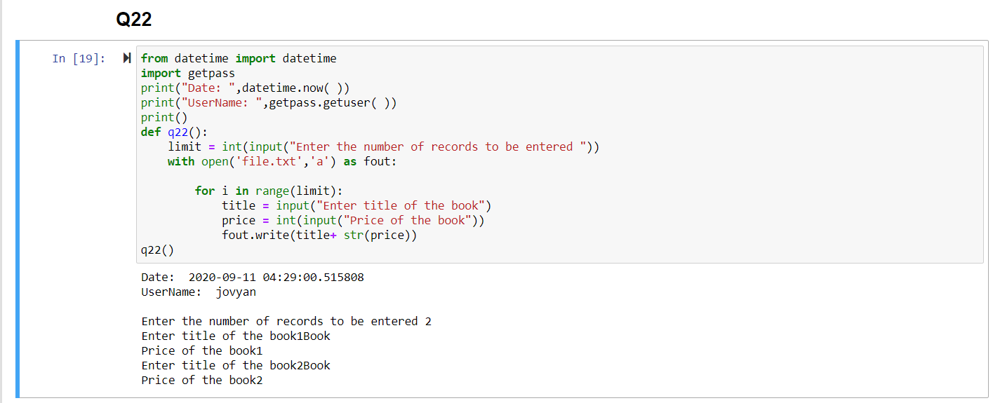 Q22
In [19]:
from datetime import datetime
import getpass
print("Date: ",datetime.now( ))
print("UserName: ",getpass.getuser( ))
print()
def q22():
    limit = int(input("Enter the number of records to be entered "))
    with open('file.txt','a') as fout:

        for i in range(limit):
            title = input("Enter title of the book")
            price = int(input("Price of the book"))
            fout.write(title+ str(price))
q22()
Date:  2020-09-11 04:29:00.515808
UserName:  jovyan

Enter the number of records to be entered 2
Enter title of the book1Book
Price of the book1
Enter title of the book2Book
Price of the book2